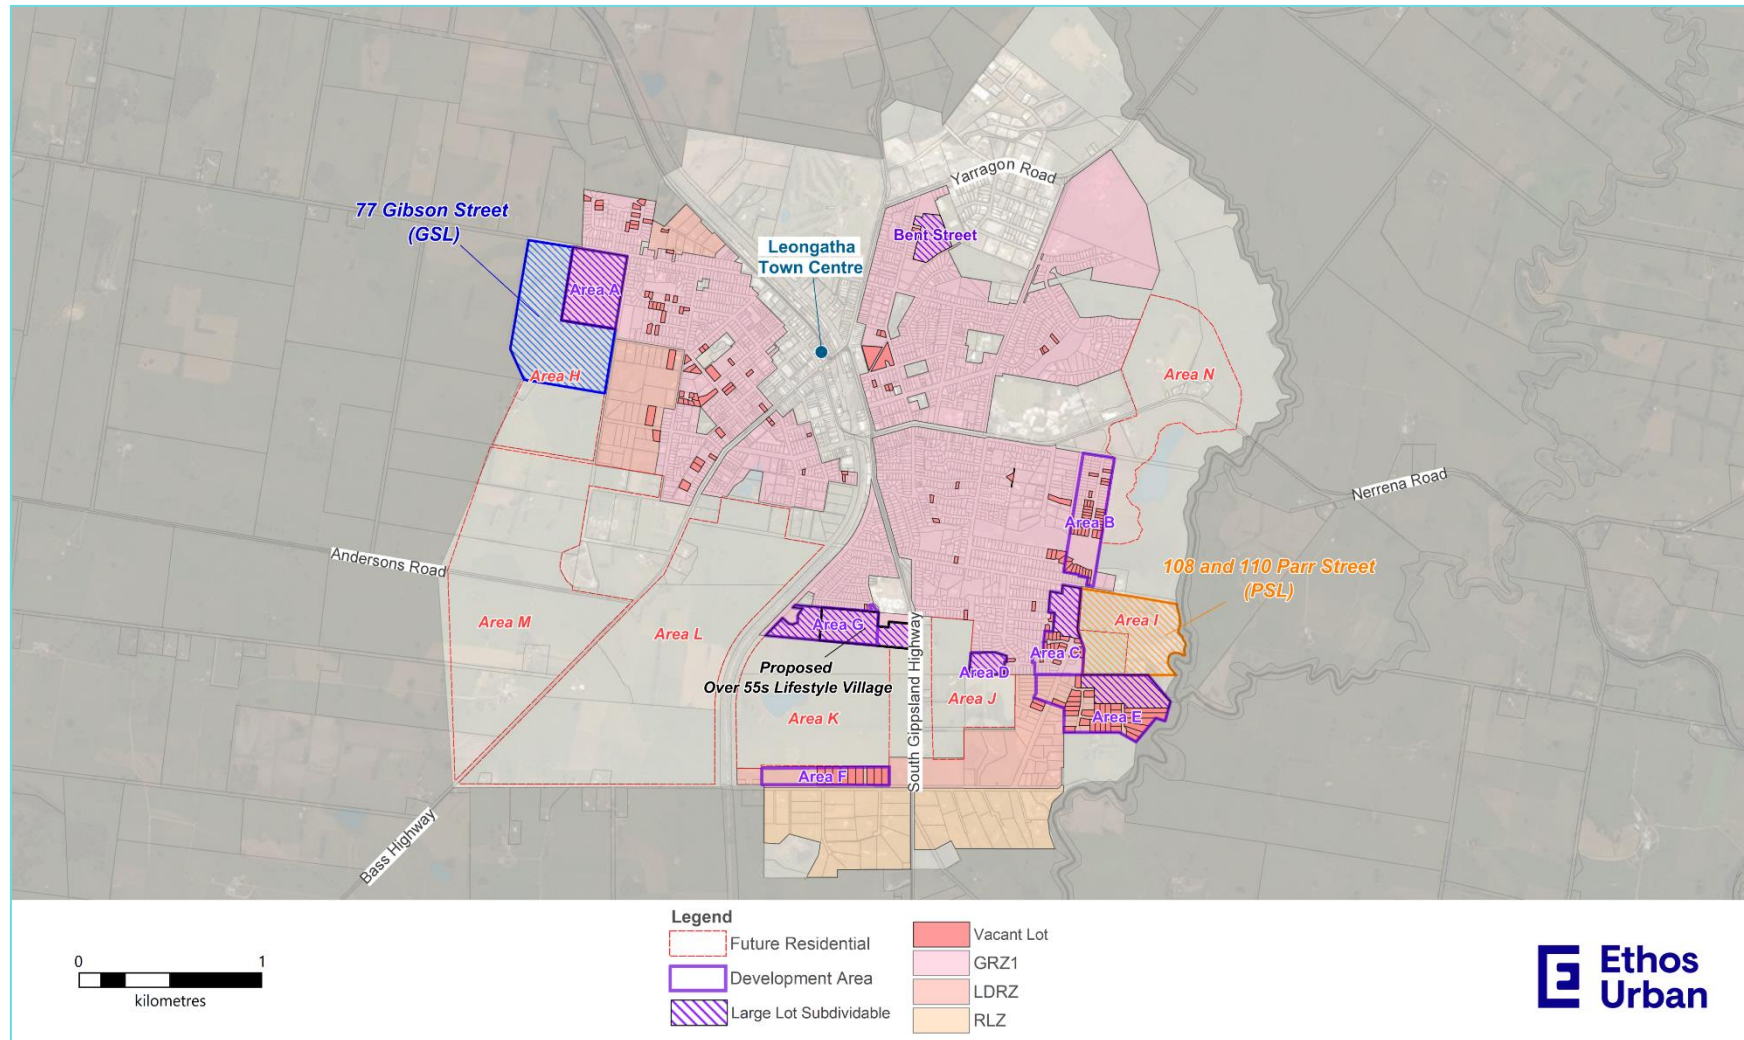 Yarragon Road
77 Gibson Street
(GSL)
Bent Street
Leongatha
Town Centre
Area A
Area H
Area N
Nerrena Road
Area B
Andersons Road
108 and 110 Parr Street
(PSL)
Area I
Area M
Area L
Area G
Area C
Proposed
Over 55s Lifestyle Village
Area D
Area J
South Gippsland Highway
Area K
Area E
Area F
Bass Highway
Legend
Future Residential
Development Area
Large Lot Subdividable
Vacant Lot
GRZ1
LDRZ
RLZ
0 1
kilometres
Ethos
Urban